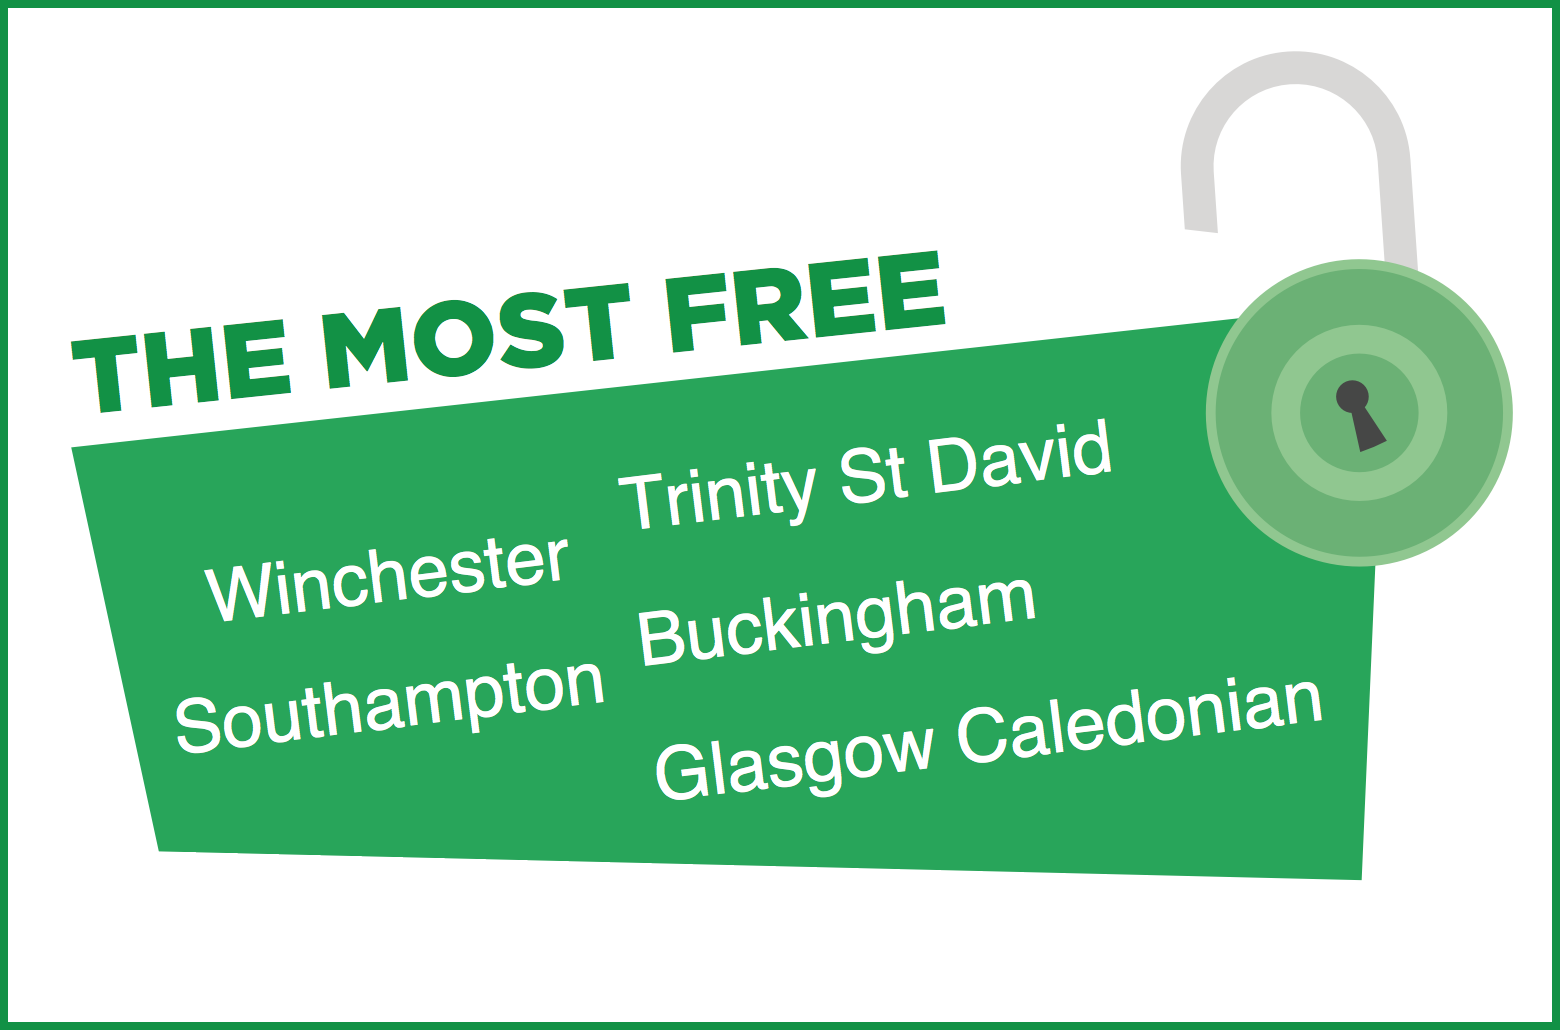 THE MOST FREE
Winchester
Southampton
Trinity St David
Buckingham
Glasgow Caledonian